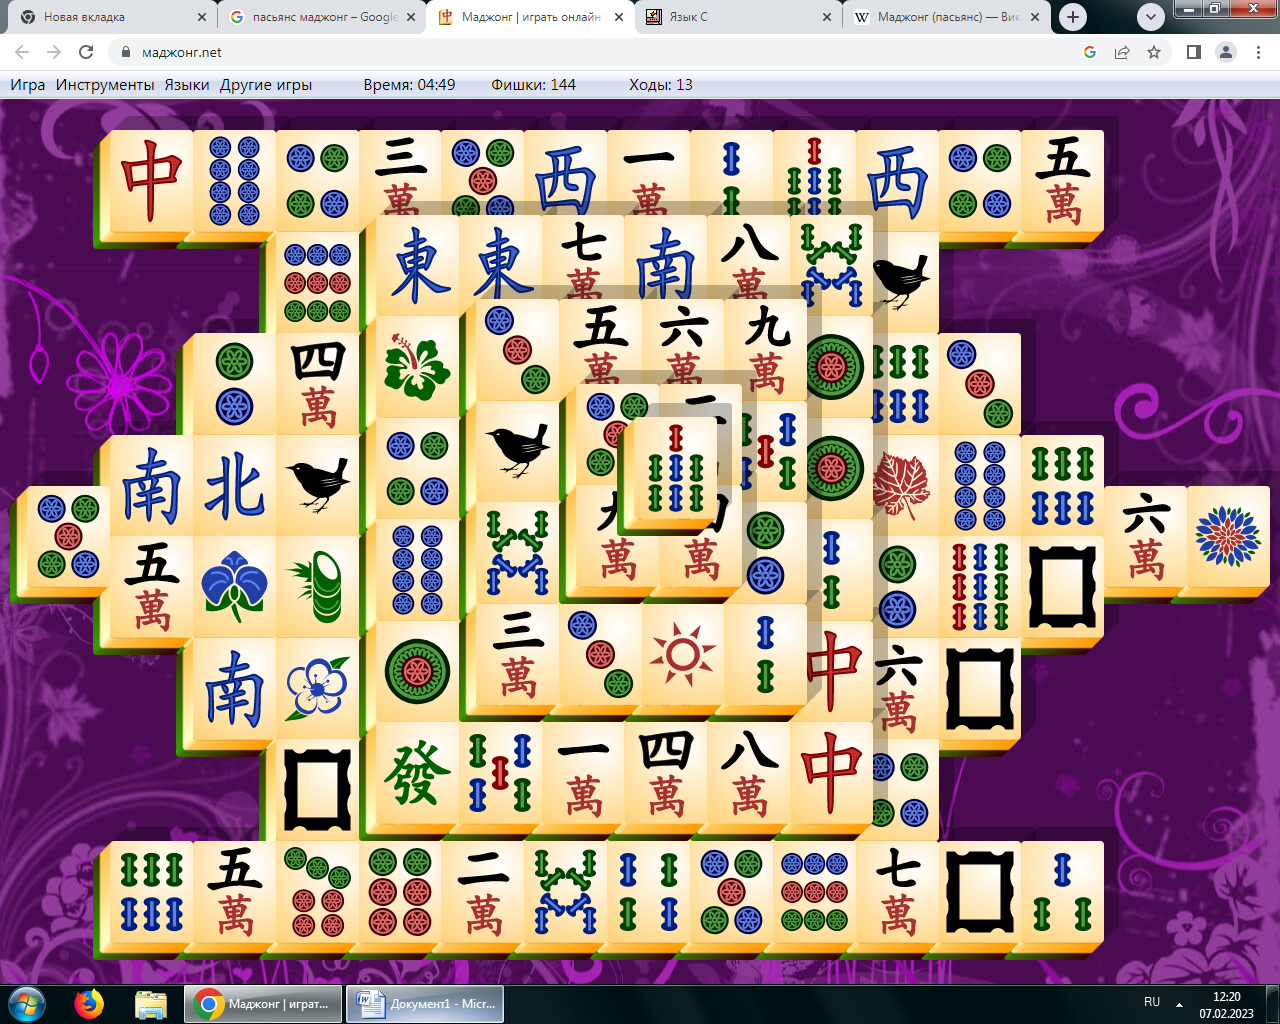 Новая вкладка
пасьянс маджонг – Google
Маджонг | играть онлайн
Язык С
Маджонг (пасьянс) — Вик
маджонг.net
Игра Инструменты Языки Другие игры Время: 04:49 Фишки: 144 Ходы: 13
中 三萬 西 一萬 西 五萬
東 東 七萬 南 八萬
五萬 六萬 九萬
四萬
南 北
六萬
五萬 萬 萬
三萬
南 中 六萬
發 一萬 四萬 八萬 中
五萬 二萬 七萬
Маджонг | играт...
Документ1 - Micr...
RU
12:20
07.02.2023